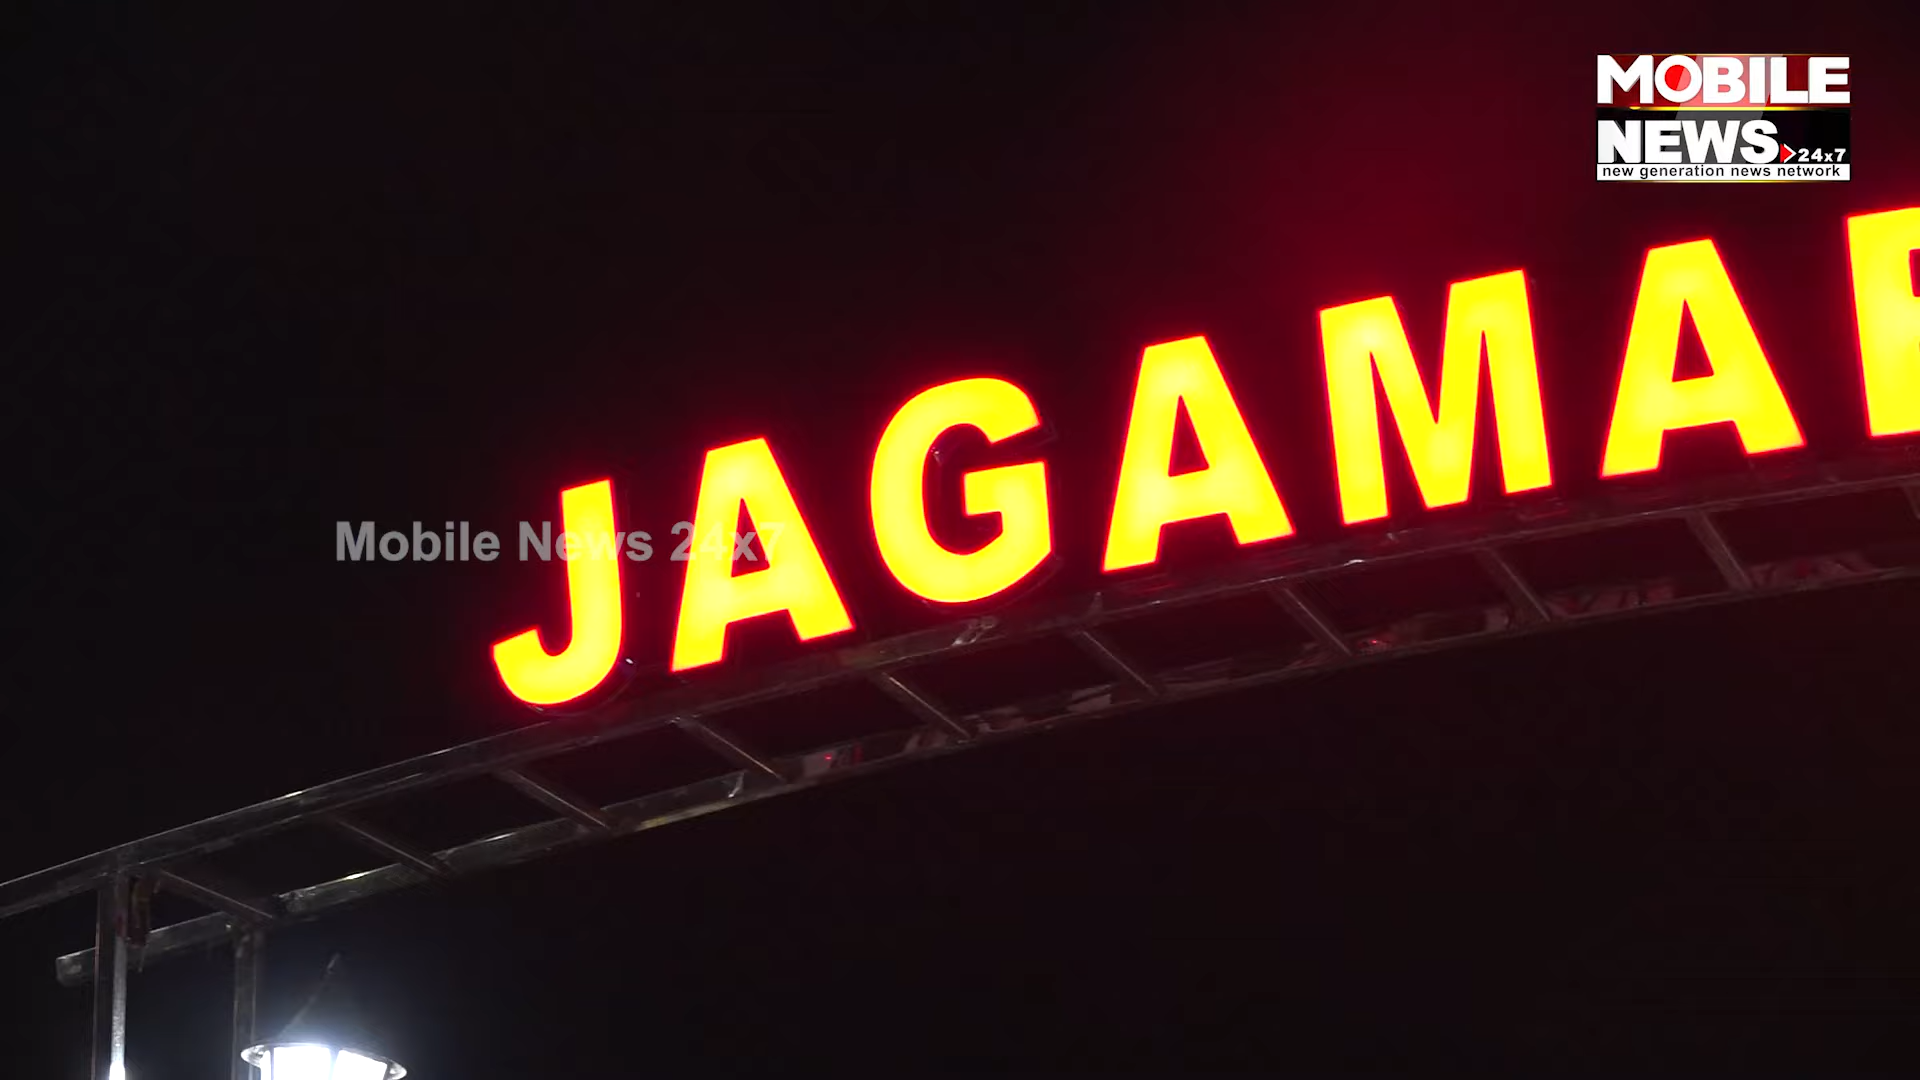 MOBILE
NEWS 24x7
new generation news network
JAGAMA
Mobile News 24x7